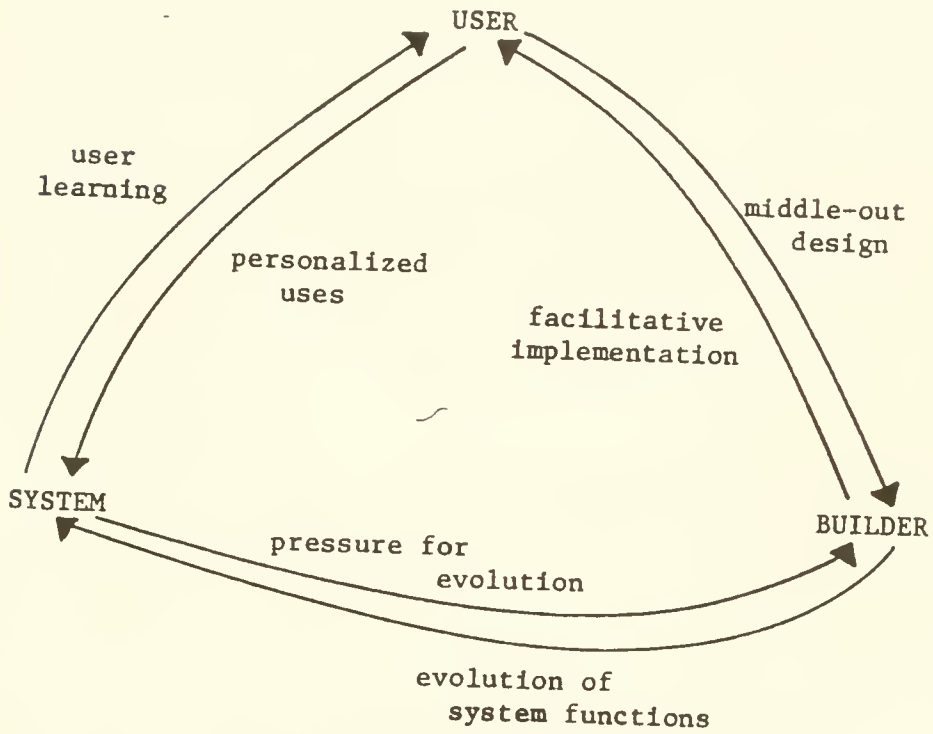 USER
user
learning
middle-out
design
personalized
uses
facilitative
implementation
SYSTEM
BUILDER
pressure for
evolution
evolution of
system functions